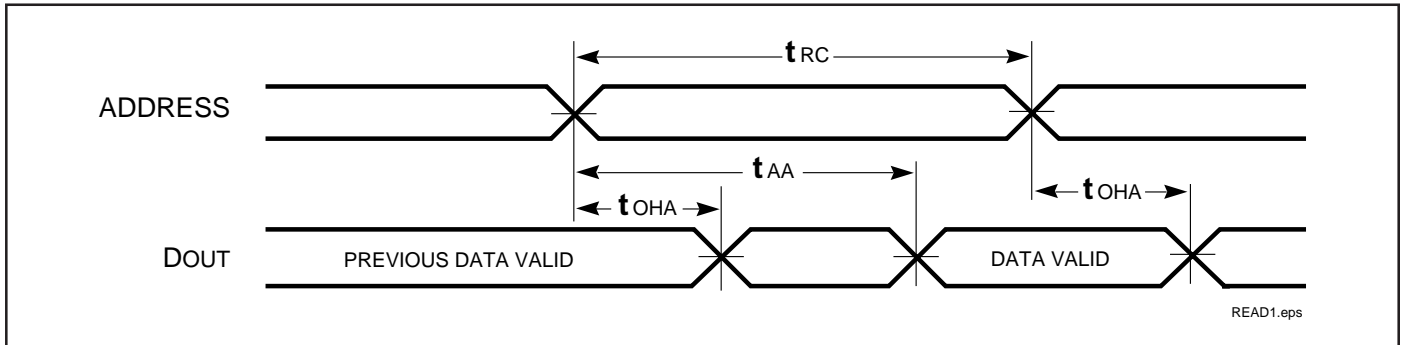 tRC
ADDRESS
tAA
tOHA
tOHA
DOUT
PREVIOUS DATA VALID
DATA VALID
READ1.eps